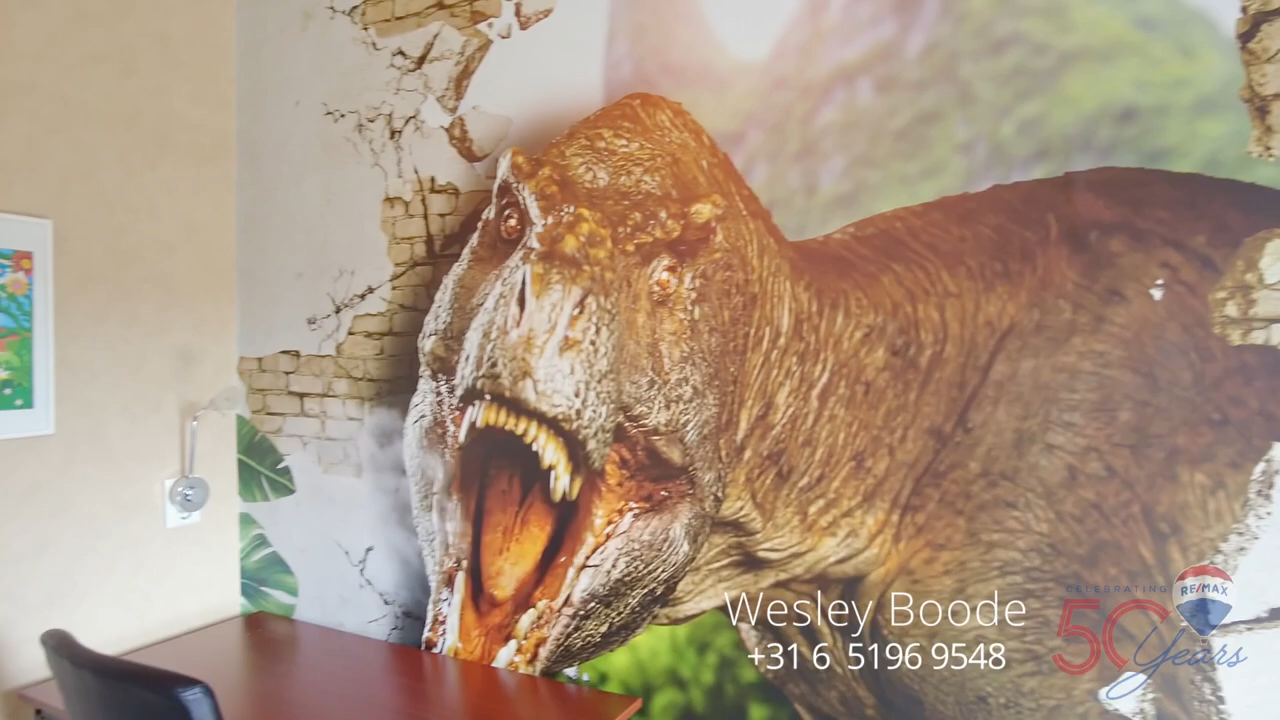 Wesley Boode
+31 6 5196 9548
CELEBRATING
50
RE/MAX
Years